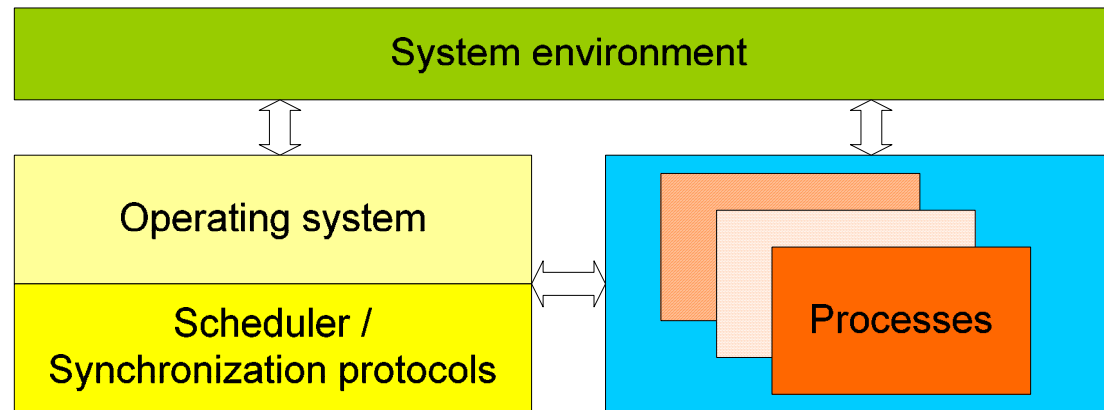 System environment
Operating system
Scheduler /
Synchronization protocols
Processes